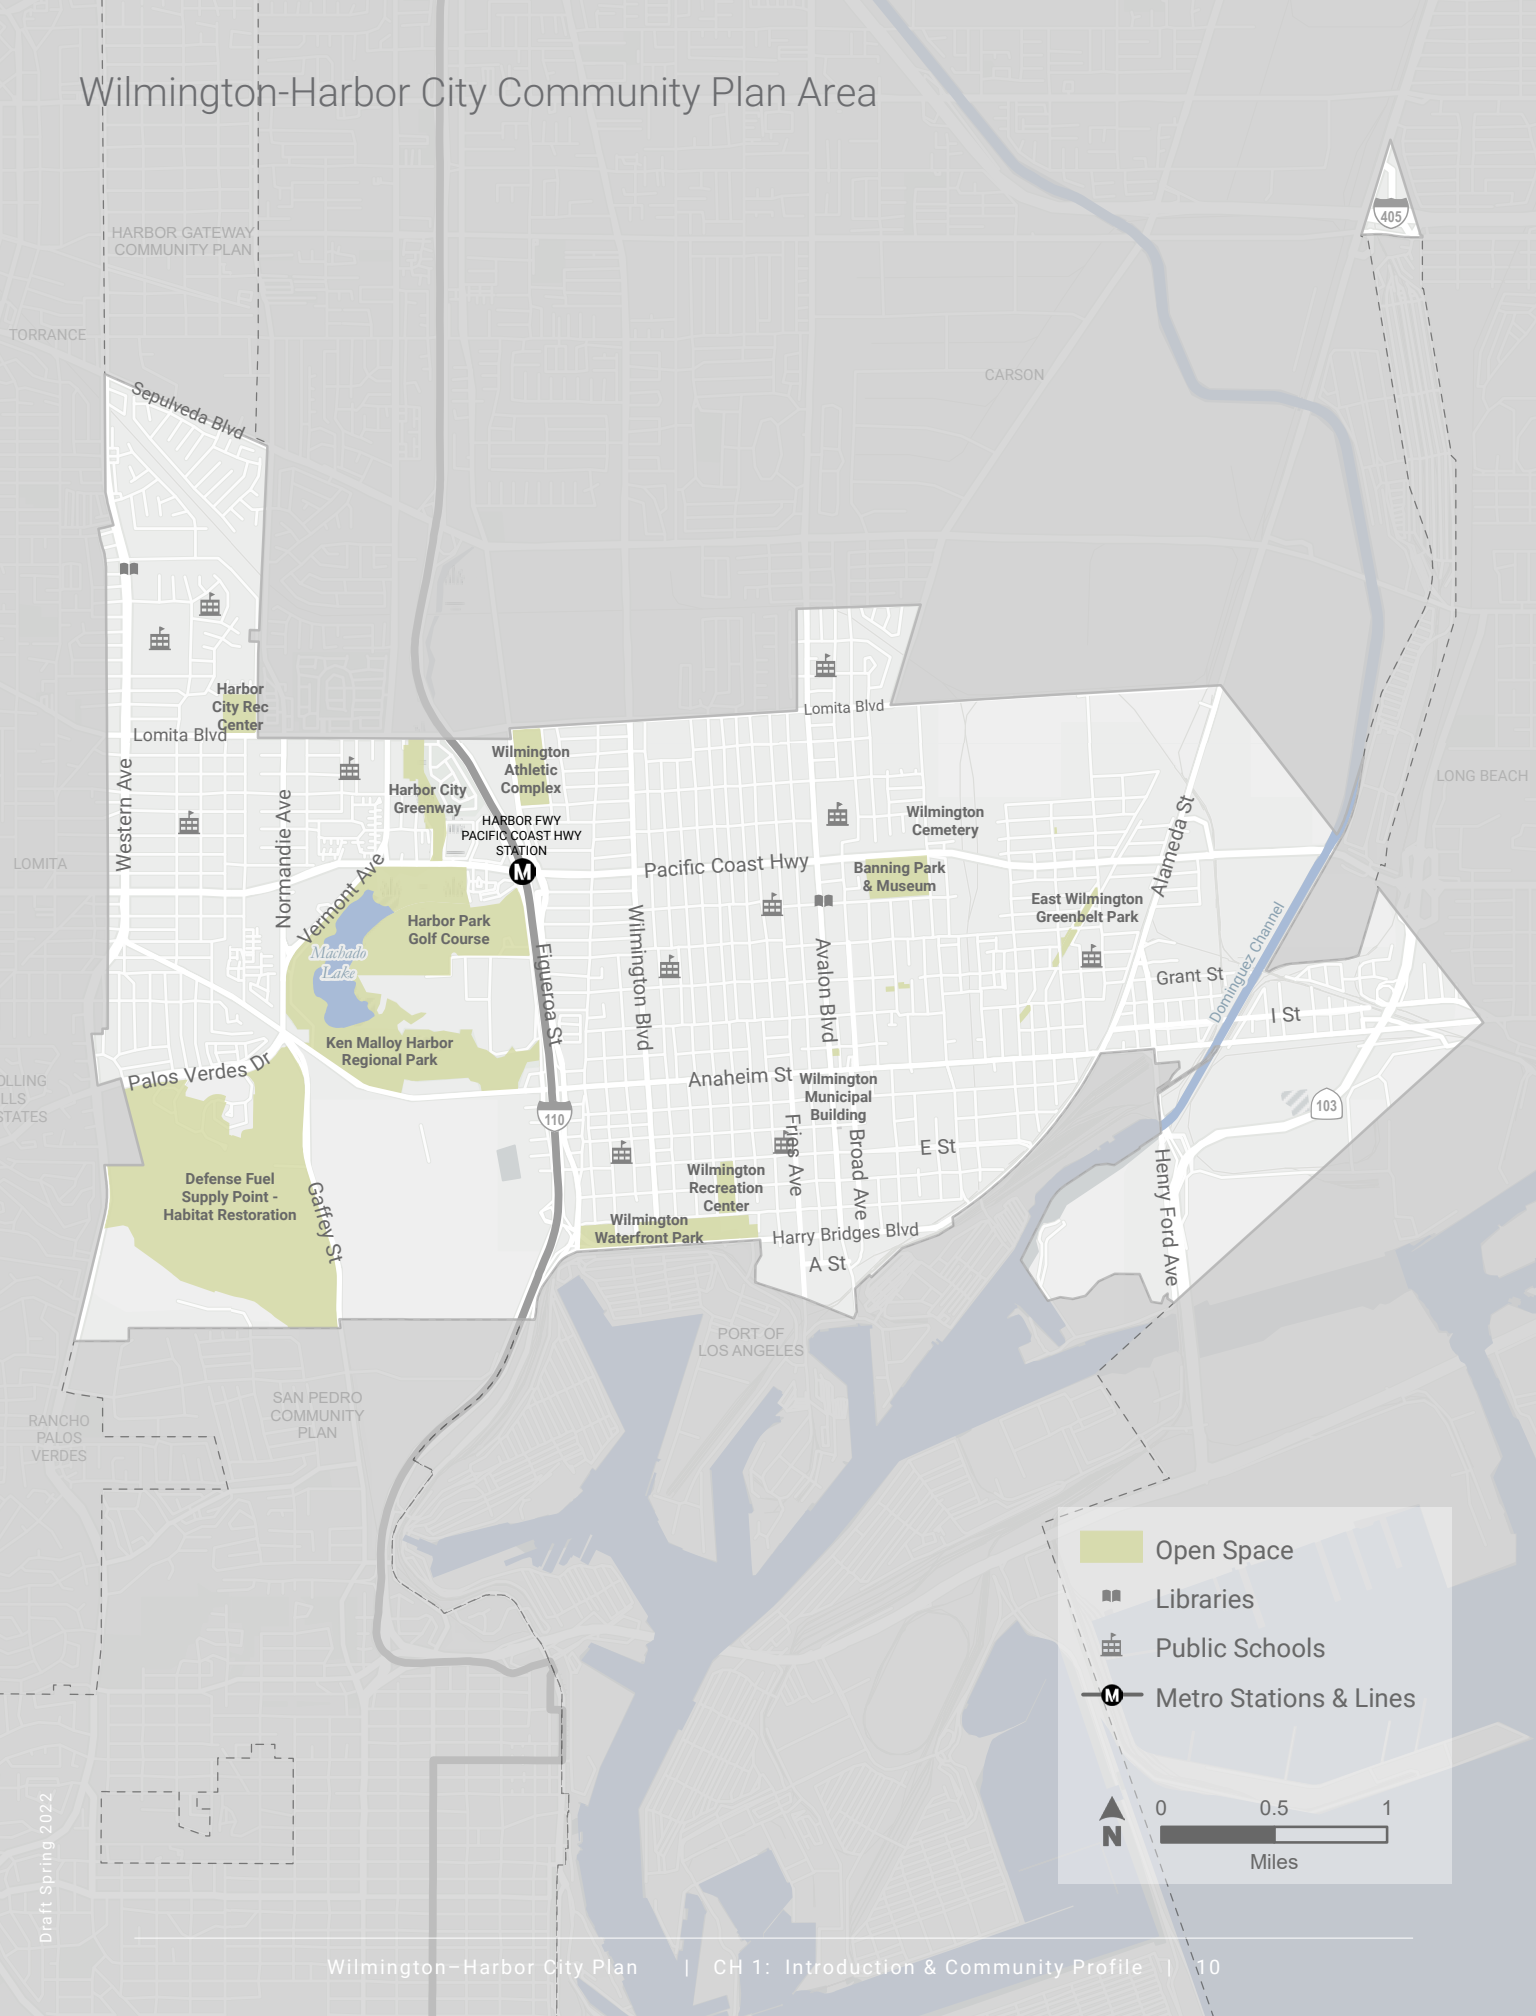 Wilmington-Harbor City Community Plan Area
HARBOR GATEWAY
COMMUNITY PLAN
405
TORRANCE
CARSON
Sepulveda Blvd
Harbor
City Rec
Center
Lomita Blvd
Lomita Blvd
Western Ave
Normandie Ave
Vermont Ave
Harbor City
Greenway
Wilmington
Athletic
Complex
HARBOR FWY
PACIFIC COAST HWY
STATION
M
LONG BEACH
LOMITA
Wilmington
Cemetery
Pacific Coast Hwy
Banning Park
& Museum
East Wilmington
Greenbelt Park
Alameda St
Harbor Park
Golf Course
Machado
Lake
Figueroa St
Wilmington Blvd
Avalon Blvd
Grant St
Dominguez Channel
I St
Ken Malloy Harbor
Regional Park
Palos Verdes Dr
OLLING
LLS
STATES
Anaheim St
Wilmington
Municipal
Building
110
103
Fries Ave
Broad Ave
E St
Defense Fuel
Supply Point -
Habitat Restoration
Gaffey St
Wilmington
Recreation
Center
Wilmington
Waterfront Park
Harry Bridges Blvd
A St
Henry Ford Ave
PORT OF
LOS ANGELES
SAN PEDRO
COMMUNITY
PLAN
RANCHO
PALOS
VERDES
Open Space
Libraries
Public Schools
M Metro Stations & Lines
N
0 0.5 1
Miles
Draft Spring 2022
Wilmington–Harbor City Plan | CH 1: Introduction & Community Profile | 10